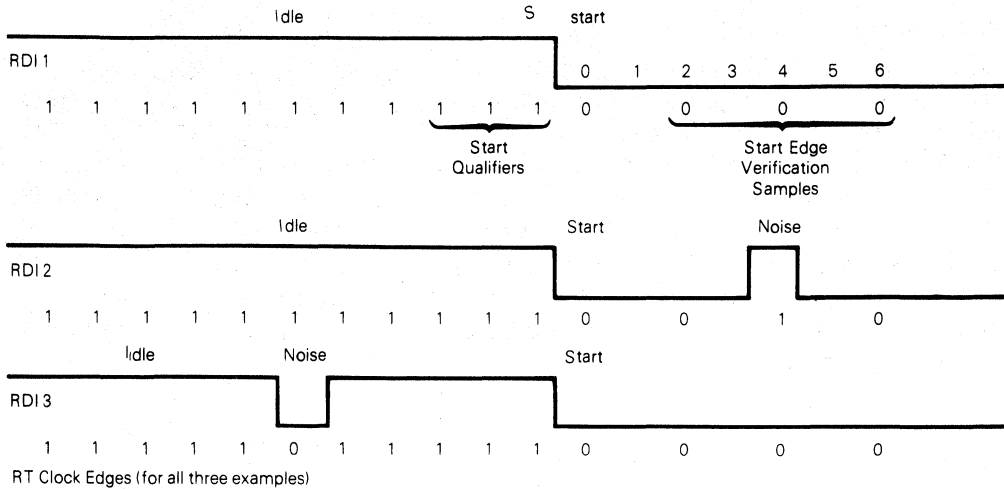 Idle S start
RDI 1
0 1 2 3 4 5 6
1 1 1 1 1 1 1 1 1 1 1 0 0 0 0
Start Qualifiers
Start Edge Verification Samples
Idle Start Noise
RDI 2
1 1 1 1 1 1 1 1 1 1 1 0 0 1 0
Idle Noise Start
RDI 3
1 1 1 1 1 0 1 1 1 1 1 0 0 0 0
RT Clock Edges (for all three examples)